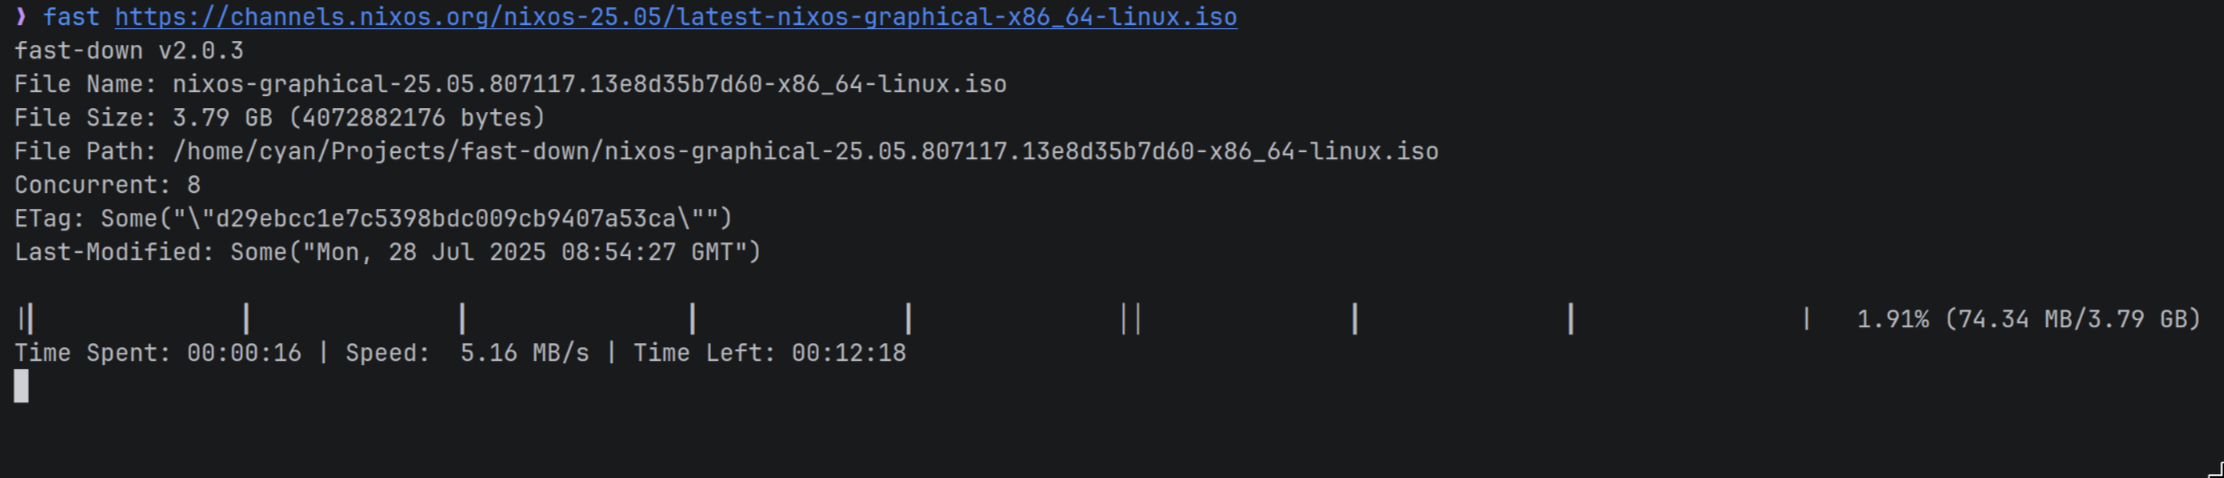 ❱ fast https://channels.nixos.org/nixos-25.05/latest-nixos-graphical-x86_64-linux.iso
fast-down v2.0.3
File Name: nixos-graphical-25.05.807117.13e8d35b7d60-x86_64-linux.iso
File Size: 3.79 GB (4072882176 bytes)
File Path: /home/cyan/Projects/fast-down/nixos-graphical-25.05.807117.13e8d35b7d60-x86_64-linux.iso
Concurrent: 8
ETag: Some("\"d29ebcc1e7c5398bdc009cb9407a53ca\"")
Last-Modified: Some("Mon, 28 Jul 2025 08:54:27 GMT")
|▎              ▎              ▎               ▎              ▎              ||              ▎              ▎                |   1.91% (74.34 MB/3.79 GB)
Time Spent: 00:00:16 | Speed:  5.16 MB/s | Time Left: 00:12:18